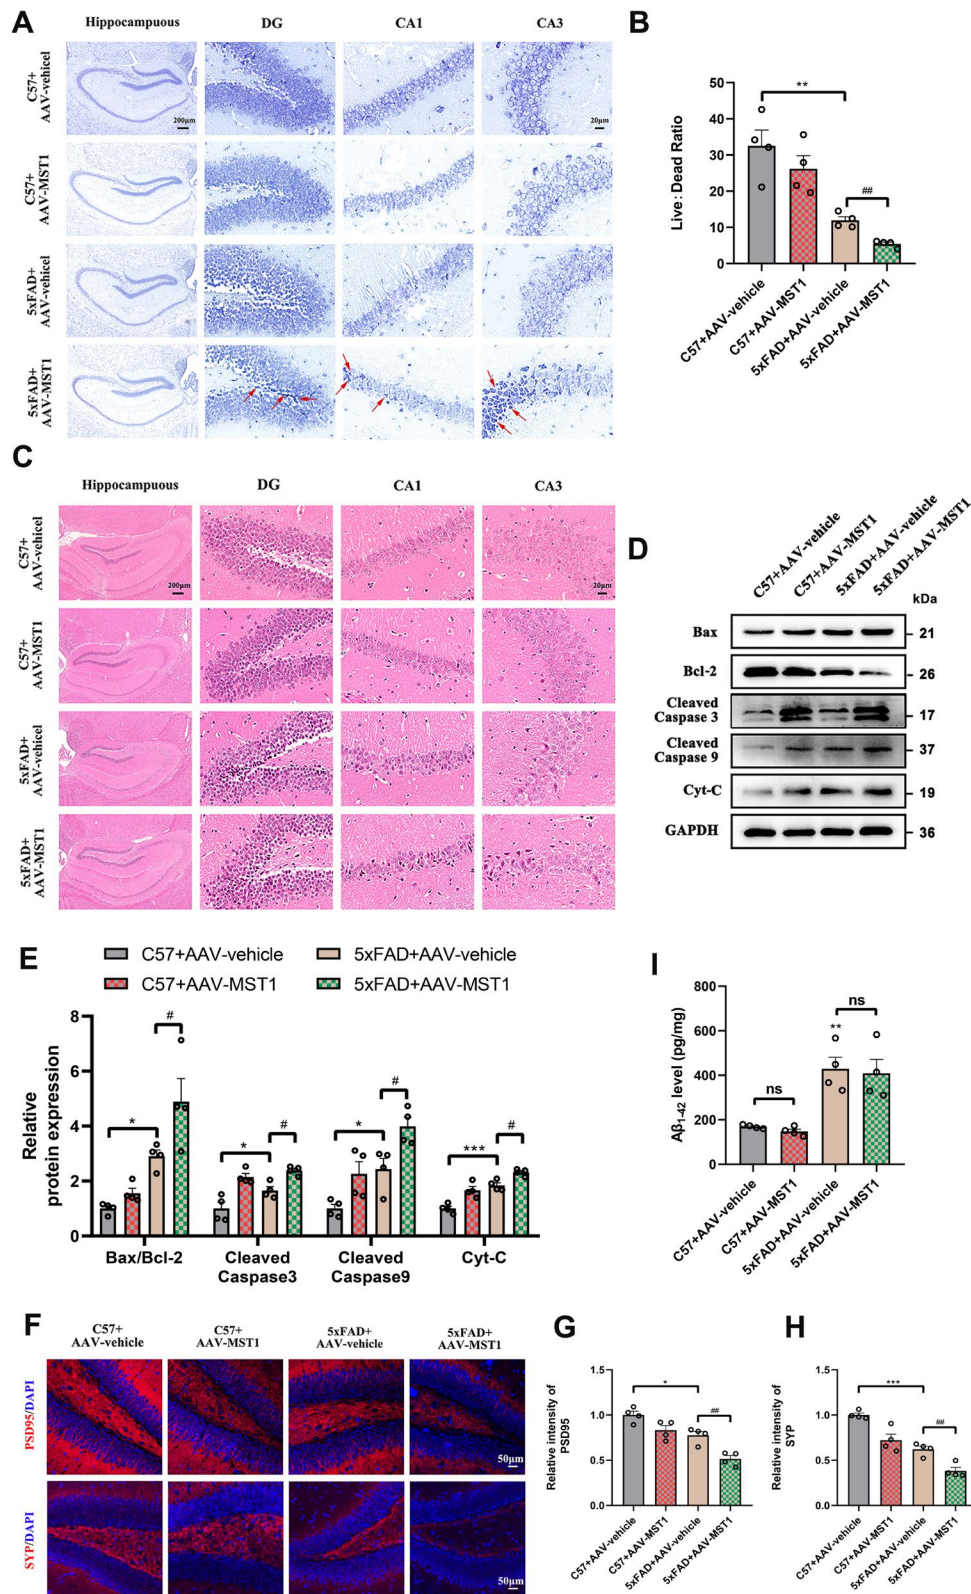 A
Hippocampuous
DG
CA1
CA3
C57+
AAV-vehicel
200μm
20μm
C57+
AAV-MST1
5xFAD+
AAV-vehicel
5xFAD+
AAV-MST1
B
Live:Dead Ratio
50
40
30
20
10
0
**
##
C57+AAV-vehicle
C57+AAV-MST1
5xFAD+AAV-vehicle
5xFAD+AAV-MST1
C
Hippocampuous
DG
CA1
CA3
C57+
AAV-vehicel
200μm
20μm
C57+
AAV-MST1
5xFAD+
AAV-vehicel
5xFAD+
AAV-MST1
D
C57+AAV-vehicle
C57+AAV-MST1
5xFAD+AAV-vehicle
5xFAD+AAV-MST1
kDa
Bax
21
Bcl-2
26
Cleaved
Caspase 3
17
Cleaved
Caspase 9
37
Cyt-C
19
GAPDH
36
E
C57+AAV-vehicle
5xFAD+AAV-vehicle
C57+AAV-MST1
5xFAD+AAV-MST1
Relative
protein expression
8
6
4
2
0
*
#
*
#
*
#
***
#
Bax/Bcl-2
Cleaved
Caspase3
Cleaved
Caspase9
Cyt-C
I
Aβ1-42 level (pg/mg)
800
600
400
200
0
ns
**
ns
C57+AAV-vehicle
C57+AAV-MST1
5xFAD+AAV-vehicle
5xFAD+AAV-MST1
F
C57+
AAV-vehicle
C57+
AAV-MST1
5xFAD+
AAV-vehicle
5xFAD+
AAV-MST1
PSD95/DAPI
50μm
SYP/DAPI
50μm
G
Relative intensity of
PSD95
1.5
1.0
0.5
0.0
*
##
C57+AAV-vehicle
C57+AAV-MST1
5xFAD+AAV-vehicle
5xFAD+AAV-MST1
H
Relative intensity of
SYP
1.5
1.0
0.5
0.0
***
##
C57+AAV-vehicle
C57+AAV-MST1
5xFAD+AAV-vehicle
5xFAD+AAV-MST1